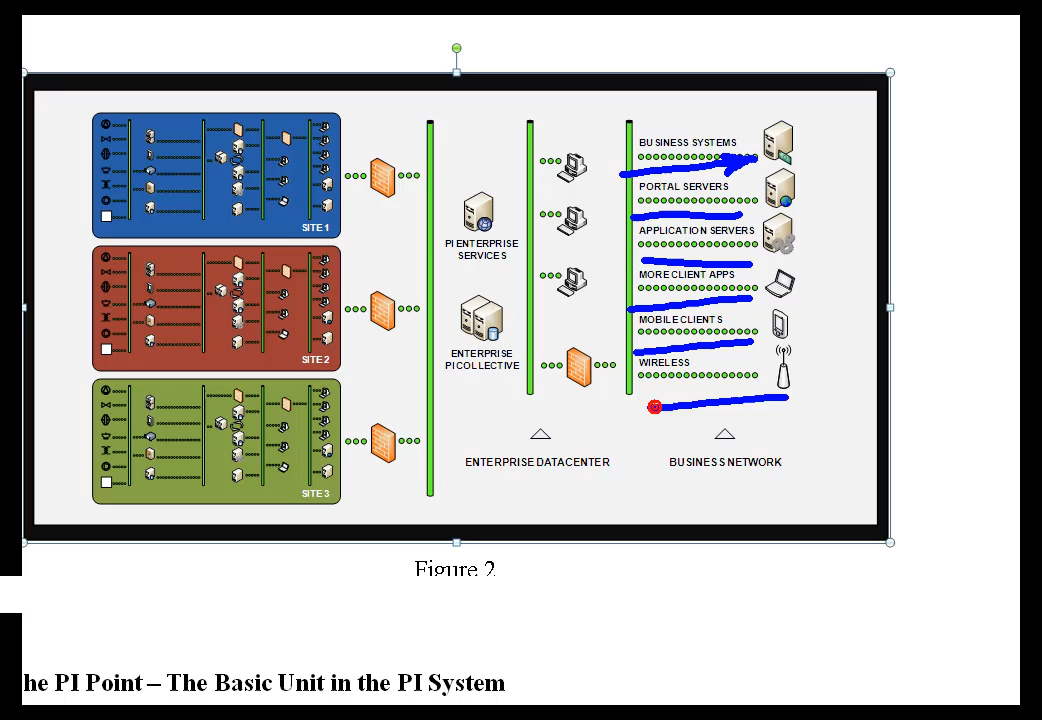 SITE 1
SITE 2
SITE 3
PI ENTERPRISE
SERVICES
ENTERPRISE
PI COLLECTIVE
BUSINESS SYSTEMS
PORTAL SERVERS
APPLICATION SERVERS
MORE CLIENT APPS
MOBILE CLIENTS
WIRELESS
ENTERPRISE DATACENTER
BUSINESS NETWORK
Figure 2
he PI Point – The Basic Unit in the PI System